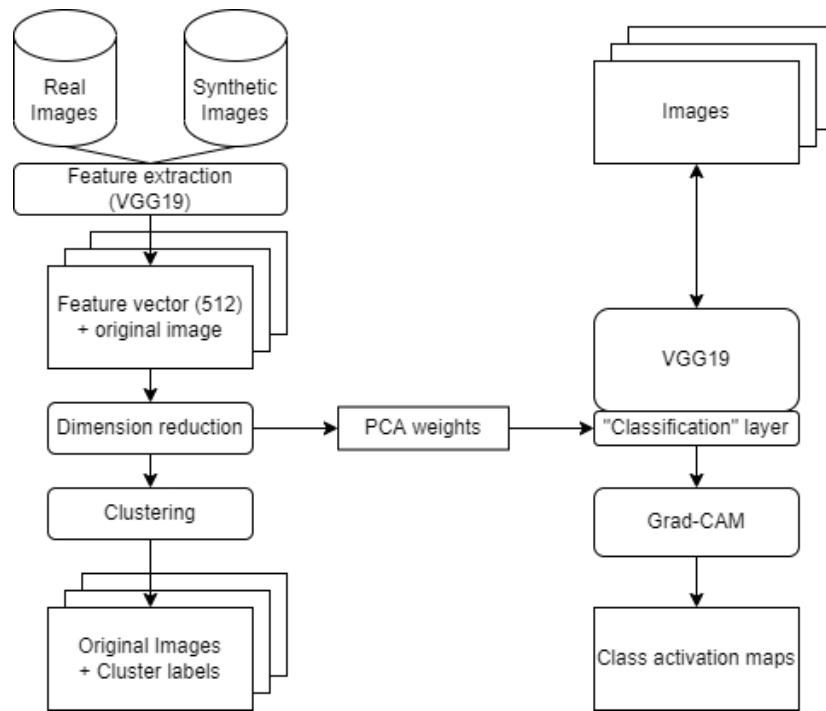 Real
Images
Synthetic
Images
Feature extraction
(VGG19)
Feature vector (512)
+ original image
Dimension reduction
Clustering
Original Images
+ Cluster labels
PCA weights
Images
VGG19
"Classification" layer
Grad-CAM
Class activation maps